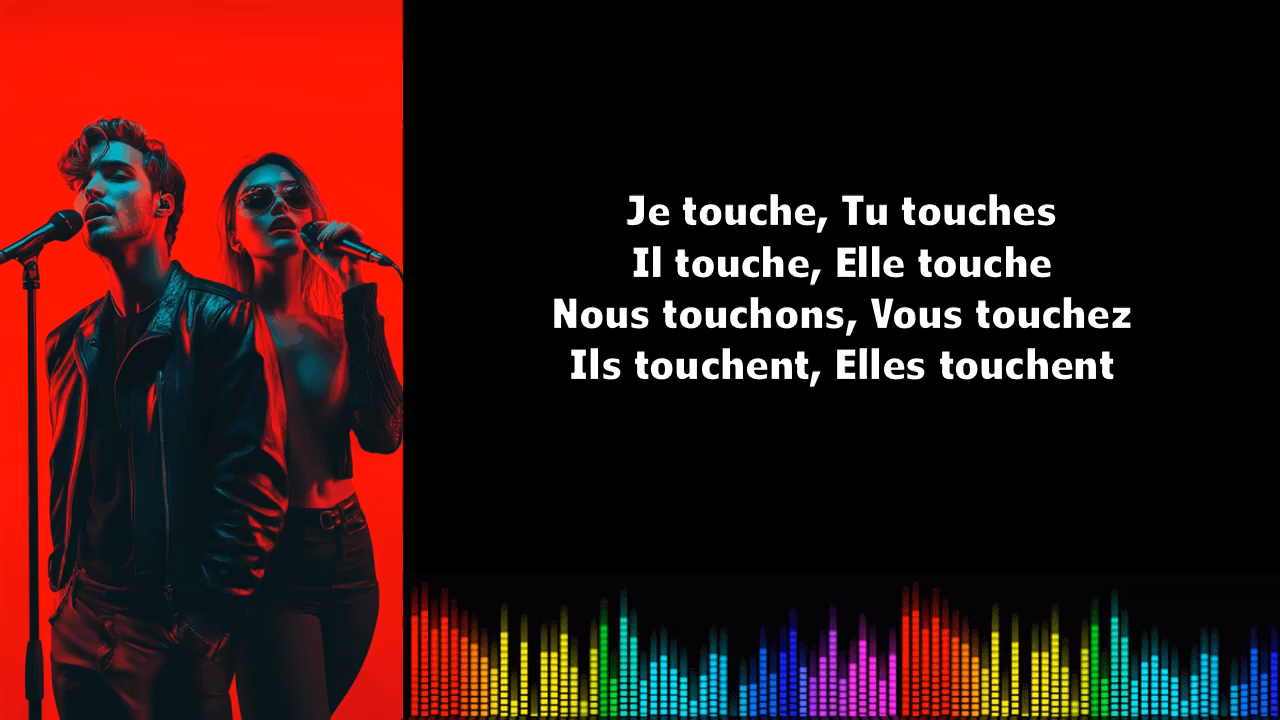 Je touche, Tu touches
Il touche, Elle touche
Nous touchons, Vous touchez
Ils touchent, Elles touchent